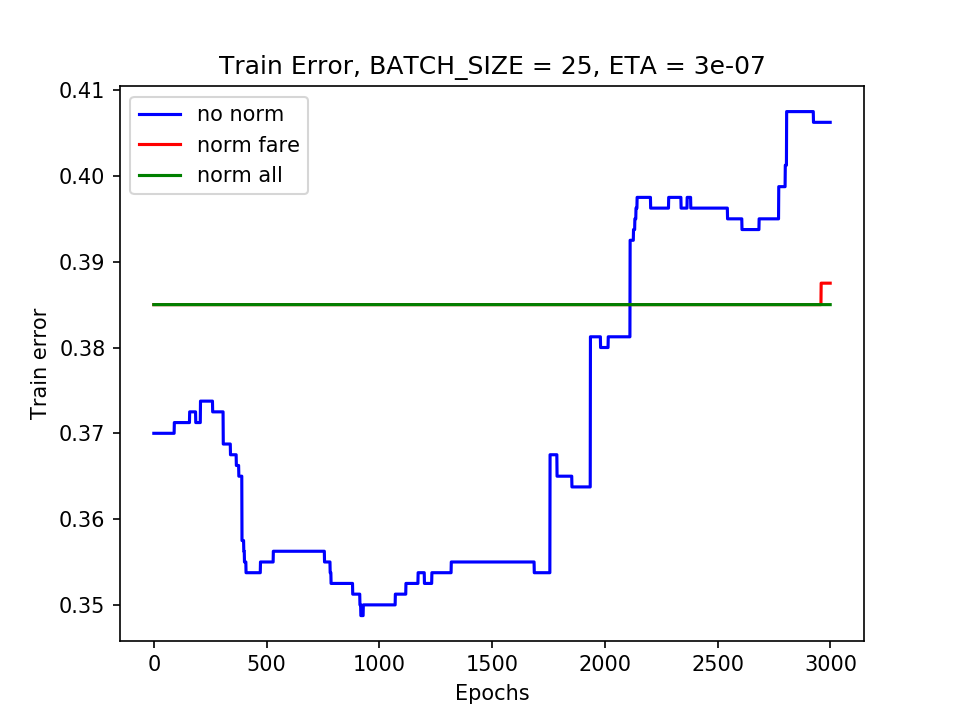 Train Error, BATCH_SIZE = 25, ETA = 3e-07
no norm
norm fare
norm all
Train error
0.41
0.40
0.39
0.38
0.37
0.36
0.35
0 500 1000 1500 2000 2500 3000
Epochs